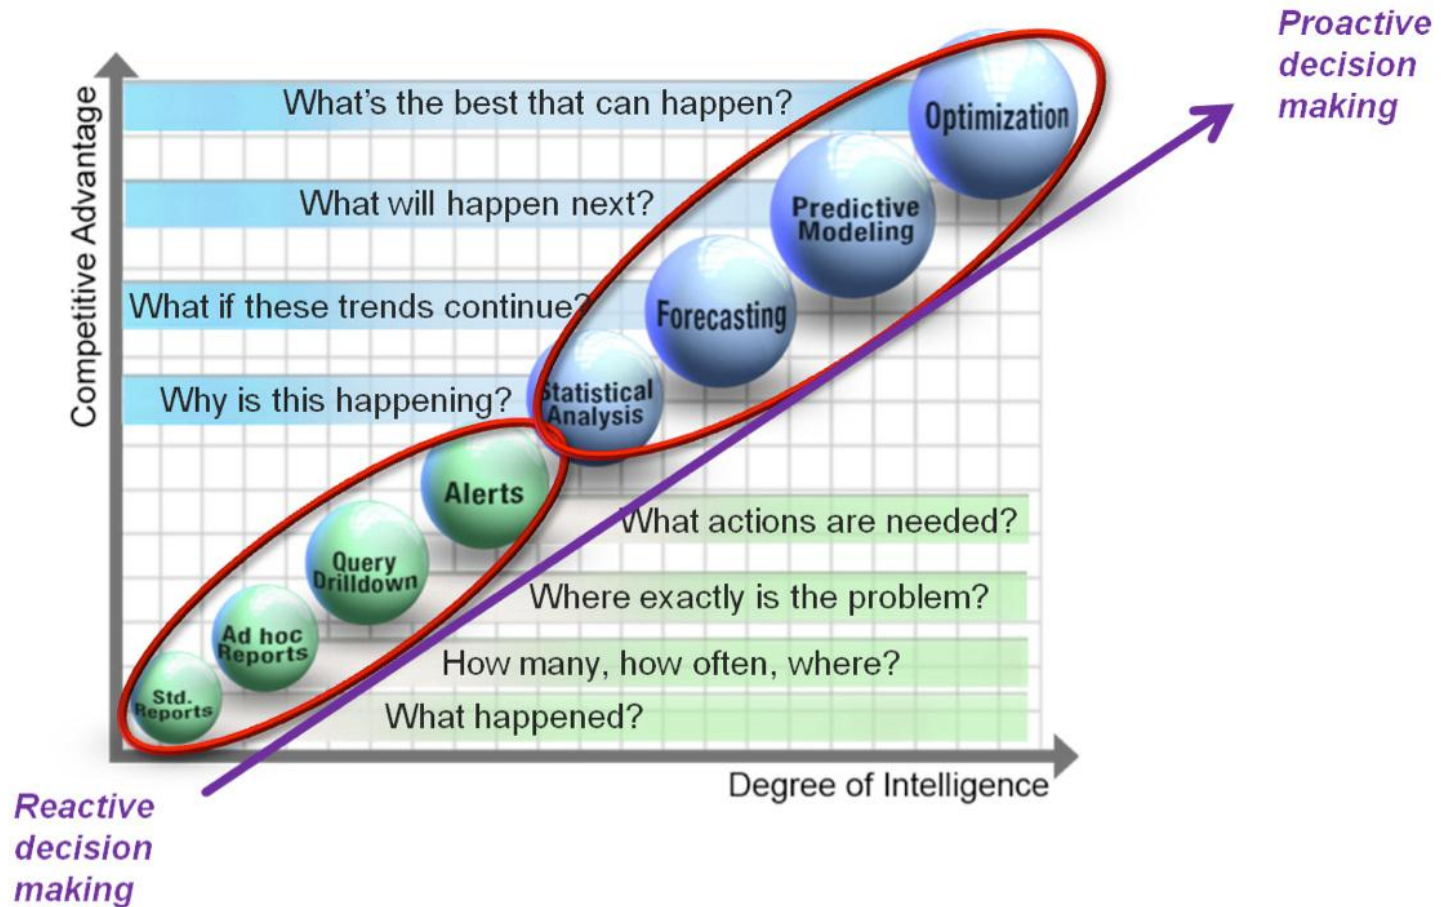 Proactive
decision
making
Competitive Advantage
What's the best that can happen?
Optimization
What will happen next?
Predictive
Modeling
What if these trends continue?
Forecasting
Why is this happening?
Statistical
Analysis
Alerts
What actions are needed?
Query
Drilldown
Where exactly is the problem?
Ad hoc
Reports
How many, how often, where?
Std.
Reports
What happened?
Degree of Intelligence
Reactive
decision
making